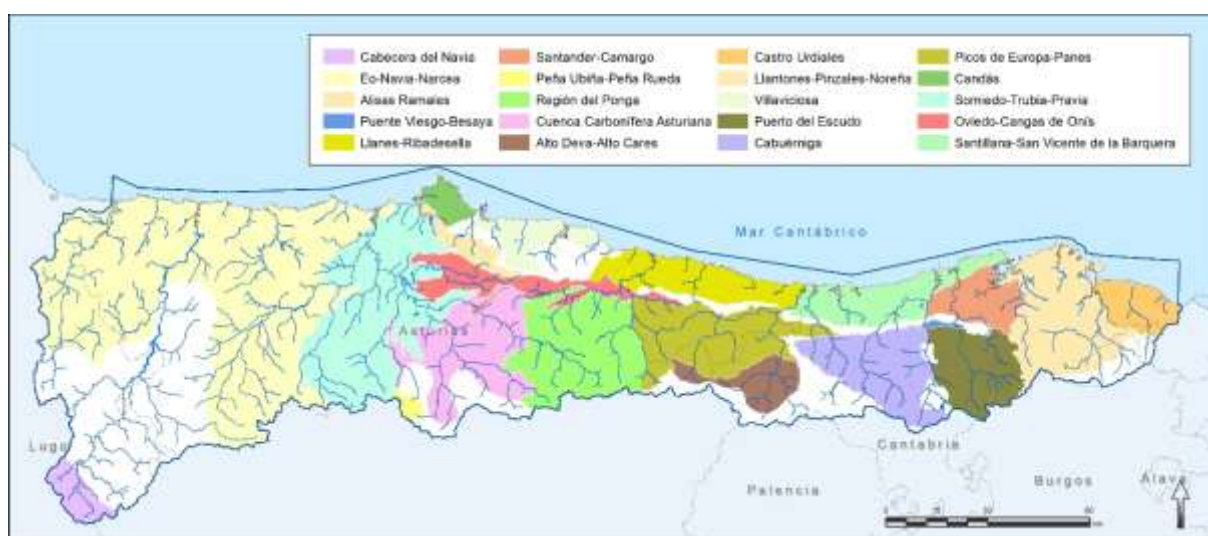 Cabecera del Navia
Eo-Navia-Narcea
Alisas Ramales
Puente Viesgo-Besaya
Llanes-Ribadesella
Santander-Camargo
Peña Ubiña-Peña Rueda
Región del Ponga
Cuenca Carbonífera Asturiana
Alto Deva-Alto Cares
Castro Urdiales
Llantones-Pinzales-Noreña
Villaviciosa
Puerto del Escudo
Cabuérniga
Picos de Europa-Panes
Candás
Somiedo-Trubia-Pravia
Oviedo-Cangas de Onís
Santillana-San Vicente de la Barquera
Mar Cantábrico
Asturias
Lugo
Cantabria
Palencia
Burgos
Álava